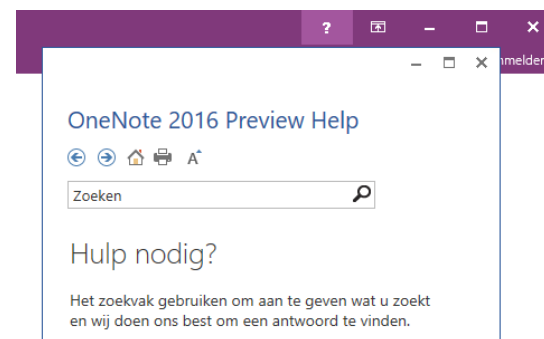 ?
nmelder
OneNote 2016 Preview Help
A
Zoeken
Hulp nodig?
Het zoekvak gebruiken om aan te geven wat u zoekt
en wij doen ons best om een antwoord te vinden.